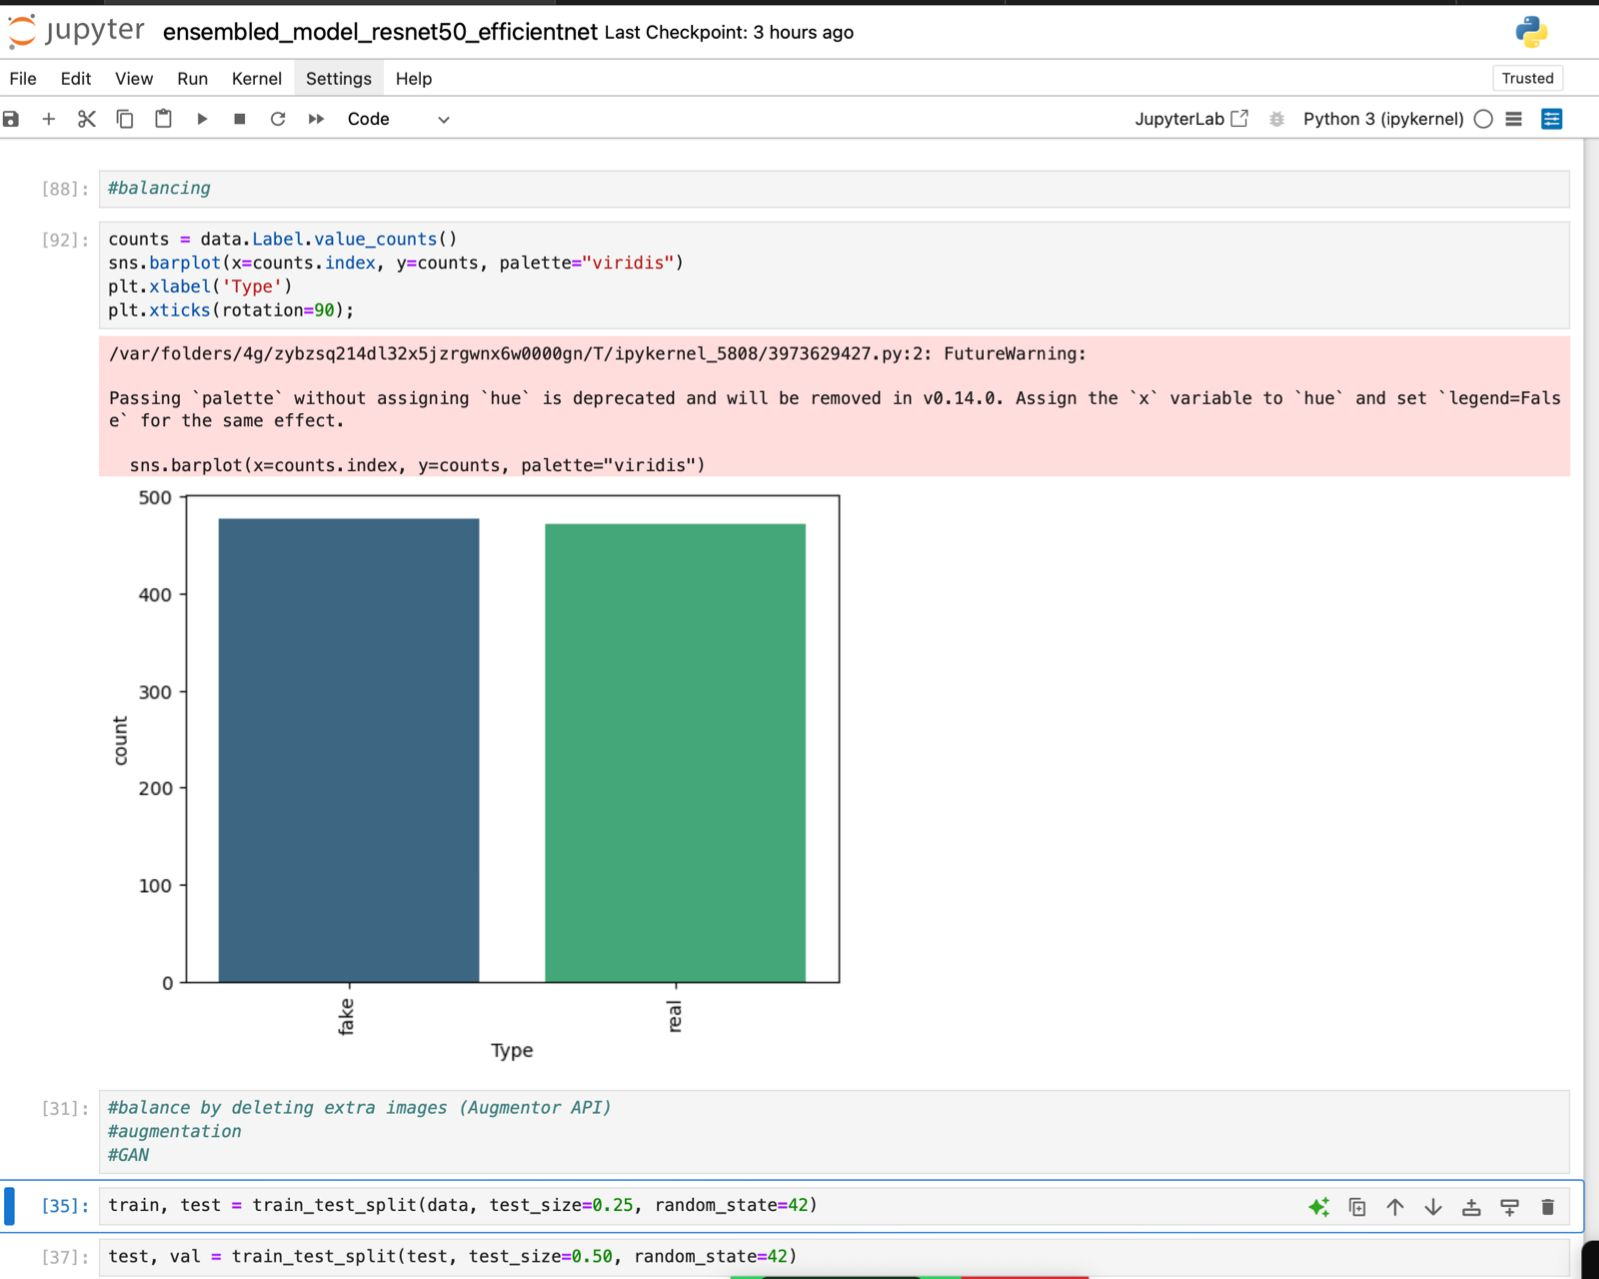 jupyter ensembled_model_resnet50_efficientnet Last Checkpoint: 3 hours ago
File Edit View Run Kernel Settings Help Trusted
Code JupyterLab Python 3 (ipykernel)
[88]: #balancing
[92]: counts = data.Label.value_counts()
sns.barplot(x=counts.index, y=counts, palette="viridis")
plt.xlabel('Type')
plt.xticks(rotation=90);
/var/folders/4g/zybzsq214dl32x5jzrgwnx6w0000gn/T/ipykernel_5808/3973629427.py:2: FutureWarning:
Passing `palette` without assigning `hue` is deprecated and will be removed in v0.14.0. Assign the `x` variable to `hue` and set `legend=Fals
e` for the same effect.
sns.barplot(x=counts.index, y=counts, palette="viridis")
500
400
300
200
100
0
count
fake real
Type
[31]: #balance by deleting extra images (Augmentor API)
#augmentation
#GAN
[35]: train, test = train_test_split(data, test_size=0.25, random_state=42)
[37]: test, val = train_test_split(test, test_size=0.50, random_state=42)